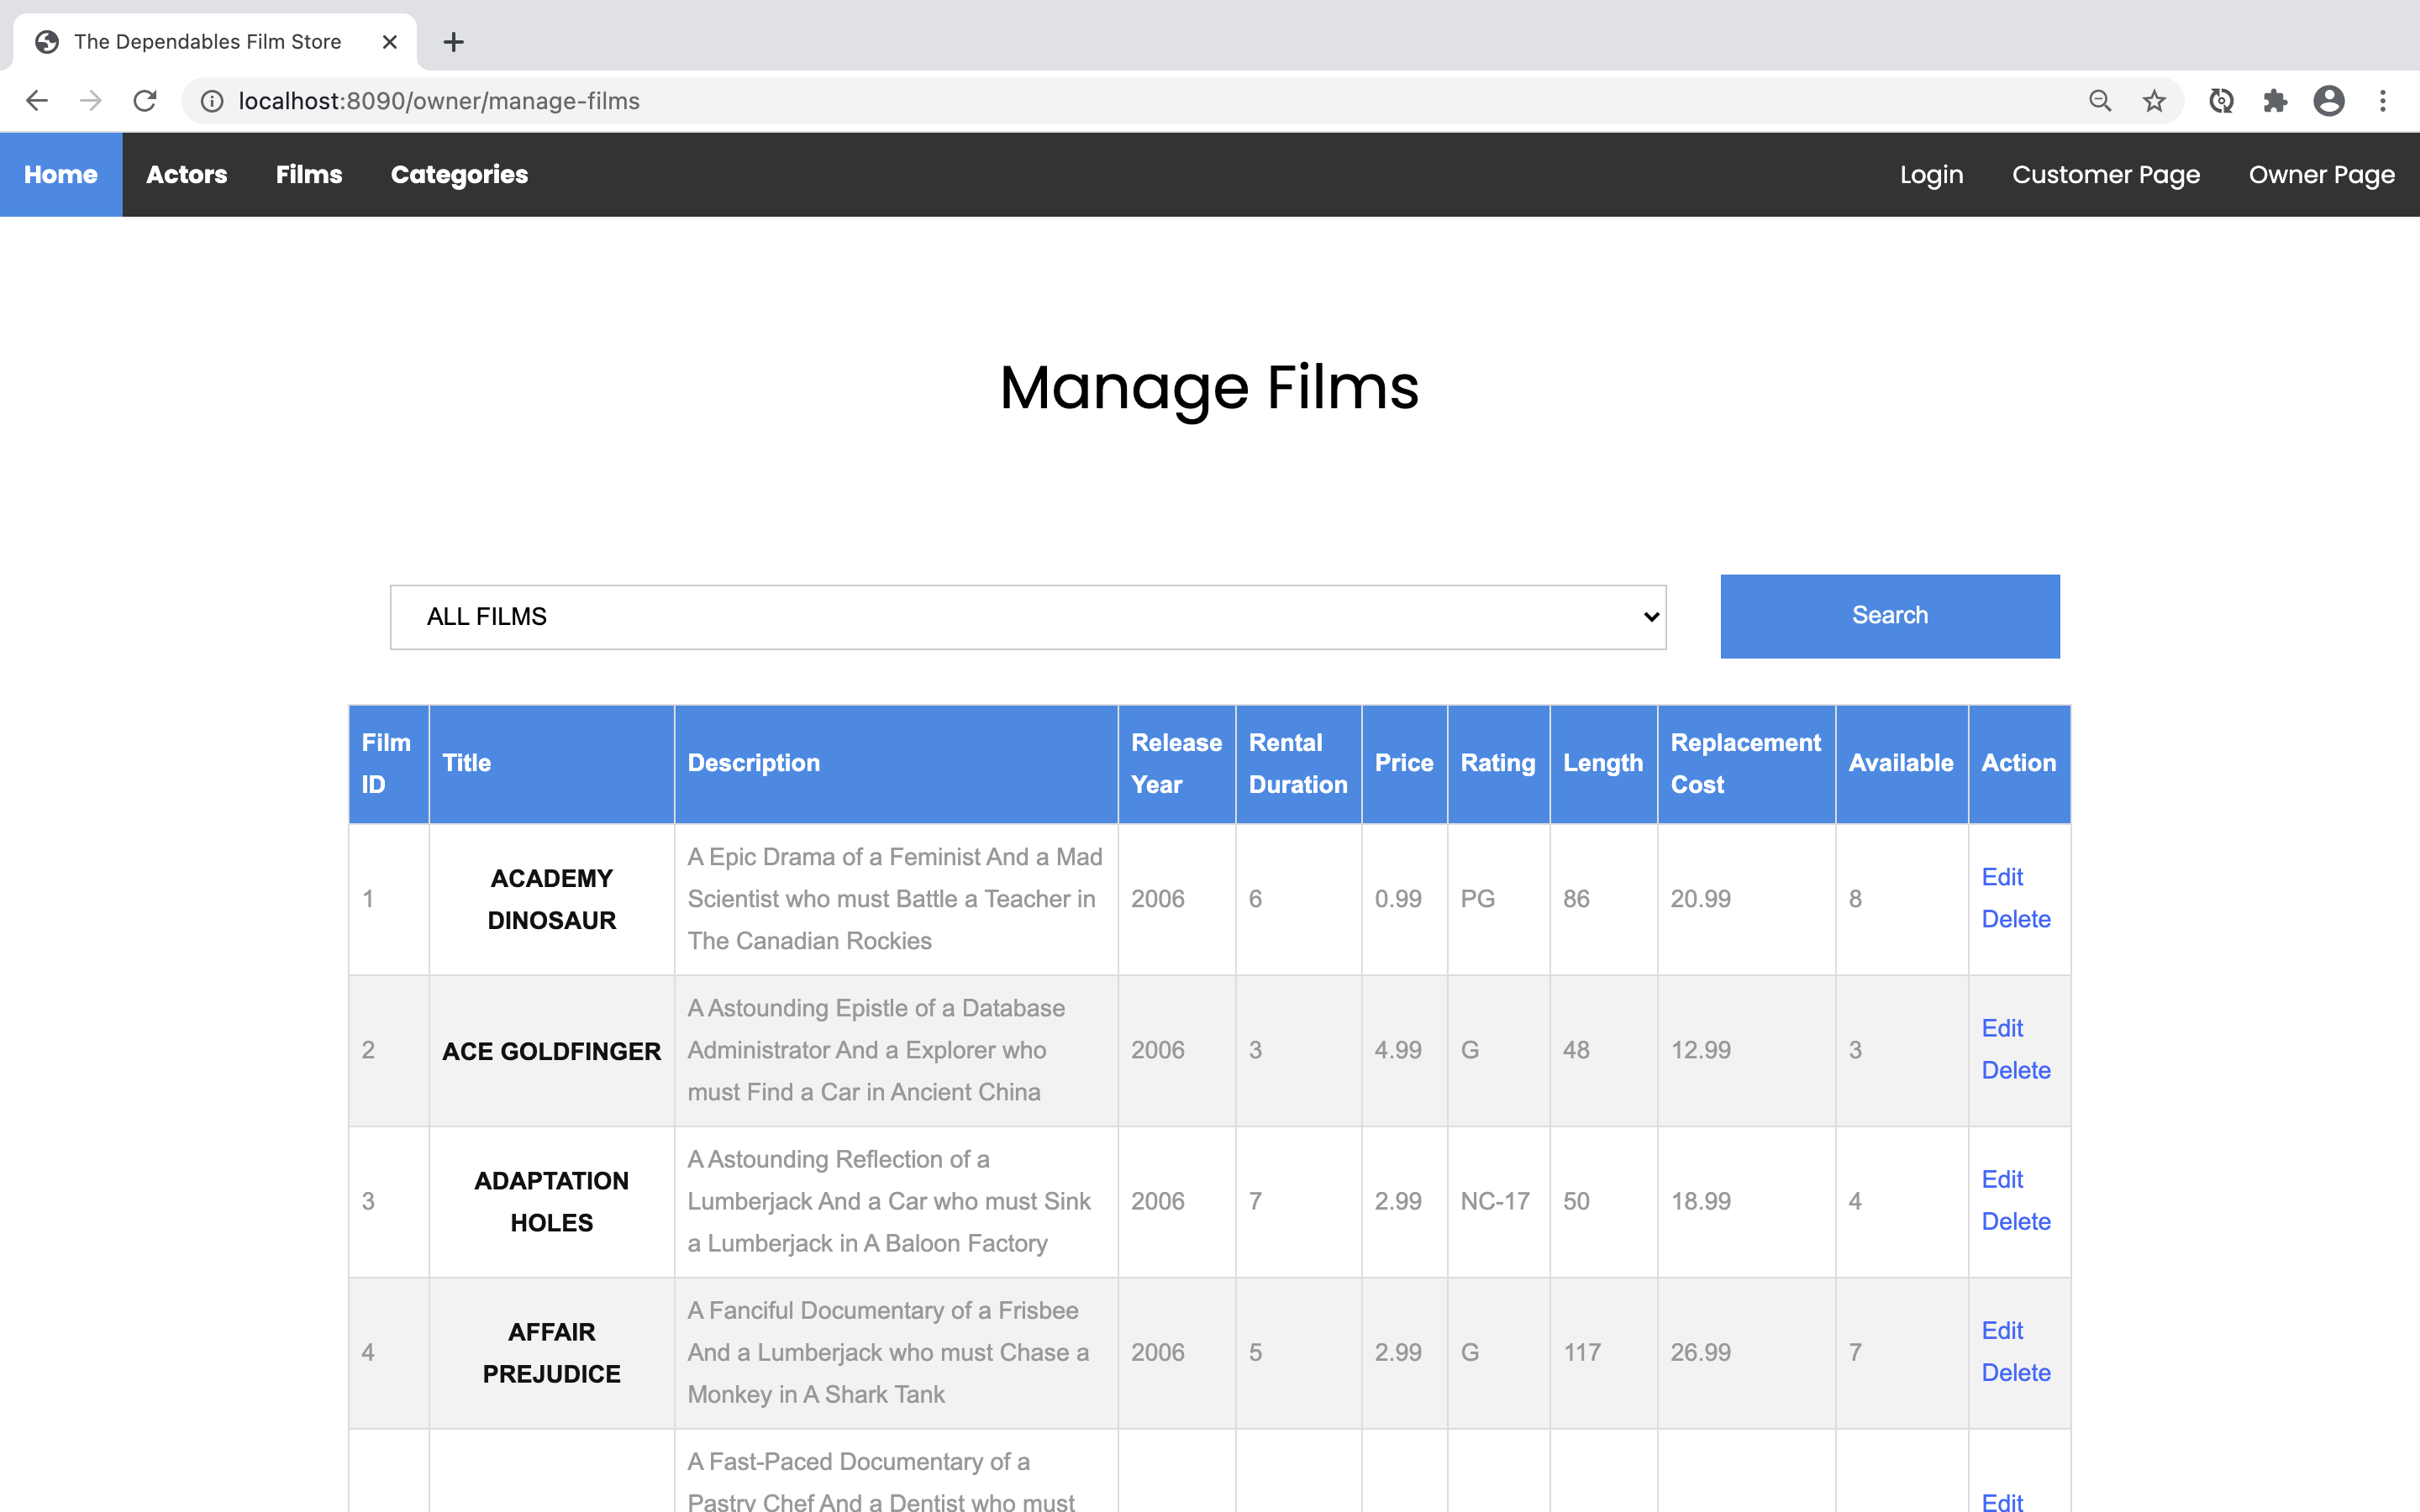 The Dependables Film Store
localhost:8090/owner/manage-films
Home Actors Films Categories Login Customer Page Owner Page
Manage Films
ALL FILMS
Search
Film ID Title Description Release Year Rental Duration Price Rating Length Replacement Cost Available Action
1
ACADEMY
DINOSAUR
A Epic Drama of a Feminist And a Mad
Scientist who must Battle a Teacher in
The Canadian Rockies
2006 6 0.99 PG 86 20.99 8
Edit
Delete
2
ACE GOLDFINGER
A Astounding Epistle of a Database
Administrator And a Explorer who
must Find a Car in Ancient China
2006 3 4.99 G 48 12.99 3
Edit
Delete
3
ADAPTATION
HOLES
A Astounding Reflection of a
Lumberjack And a Car who must Sink
a Lumberjack in A Baloon Factory
2006 7 2.99 NC-17 50 18.99 4
Edit
Delete
4
AFFAIR
PREJUDICE
A Fanciful Documentary of a Frisbee
And a Lumberjack who must Chase a
Monkey in A Shark Tank
2006 5 2.99 G 117 26.99 7
Edit
Delete
A Fast-Paced Documentary of a
Pastry Chef And a Dentist who must
Edit